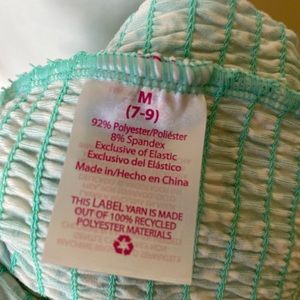 M
(7-9)
92% Polyester/Poliéster
8% Spandex
Exclusive of Elastic
Exclusivo del Elástico
Made in/Hecho en China
THIS LABEL YARN IS MADE
OUT OF 100% RECYCLED
POLYESTER MATERIALS